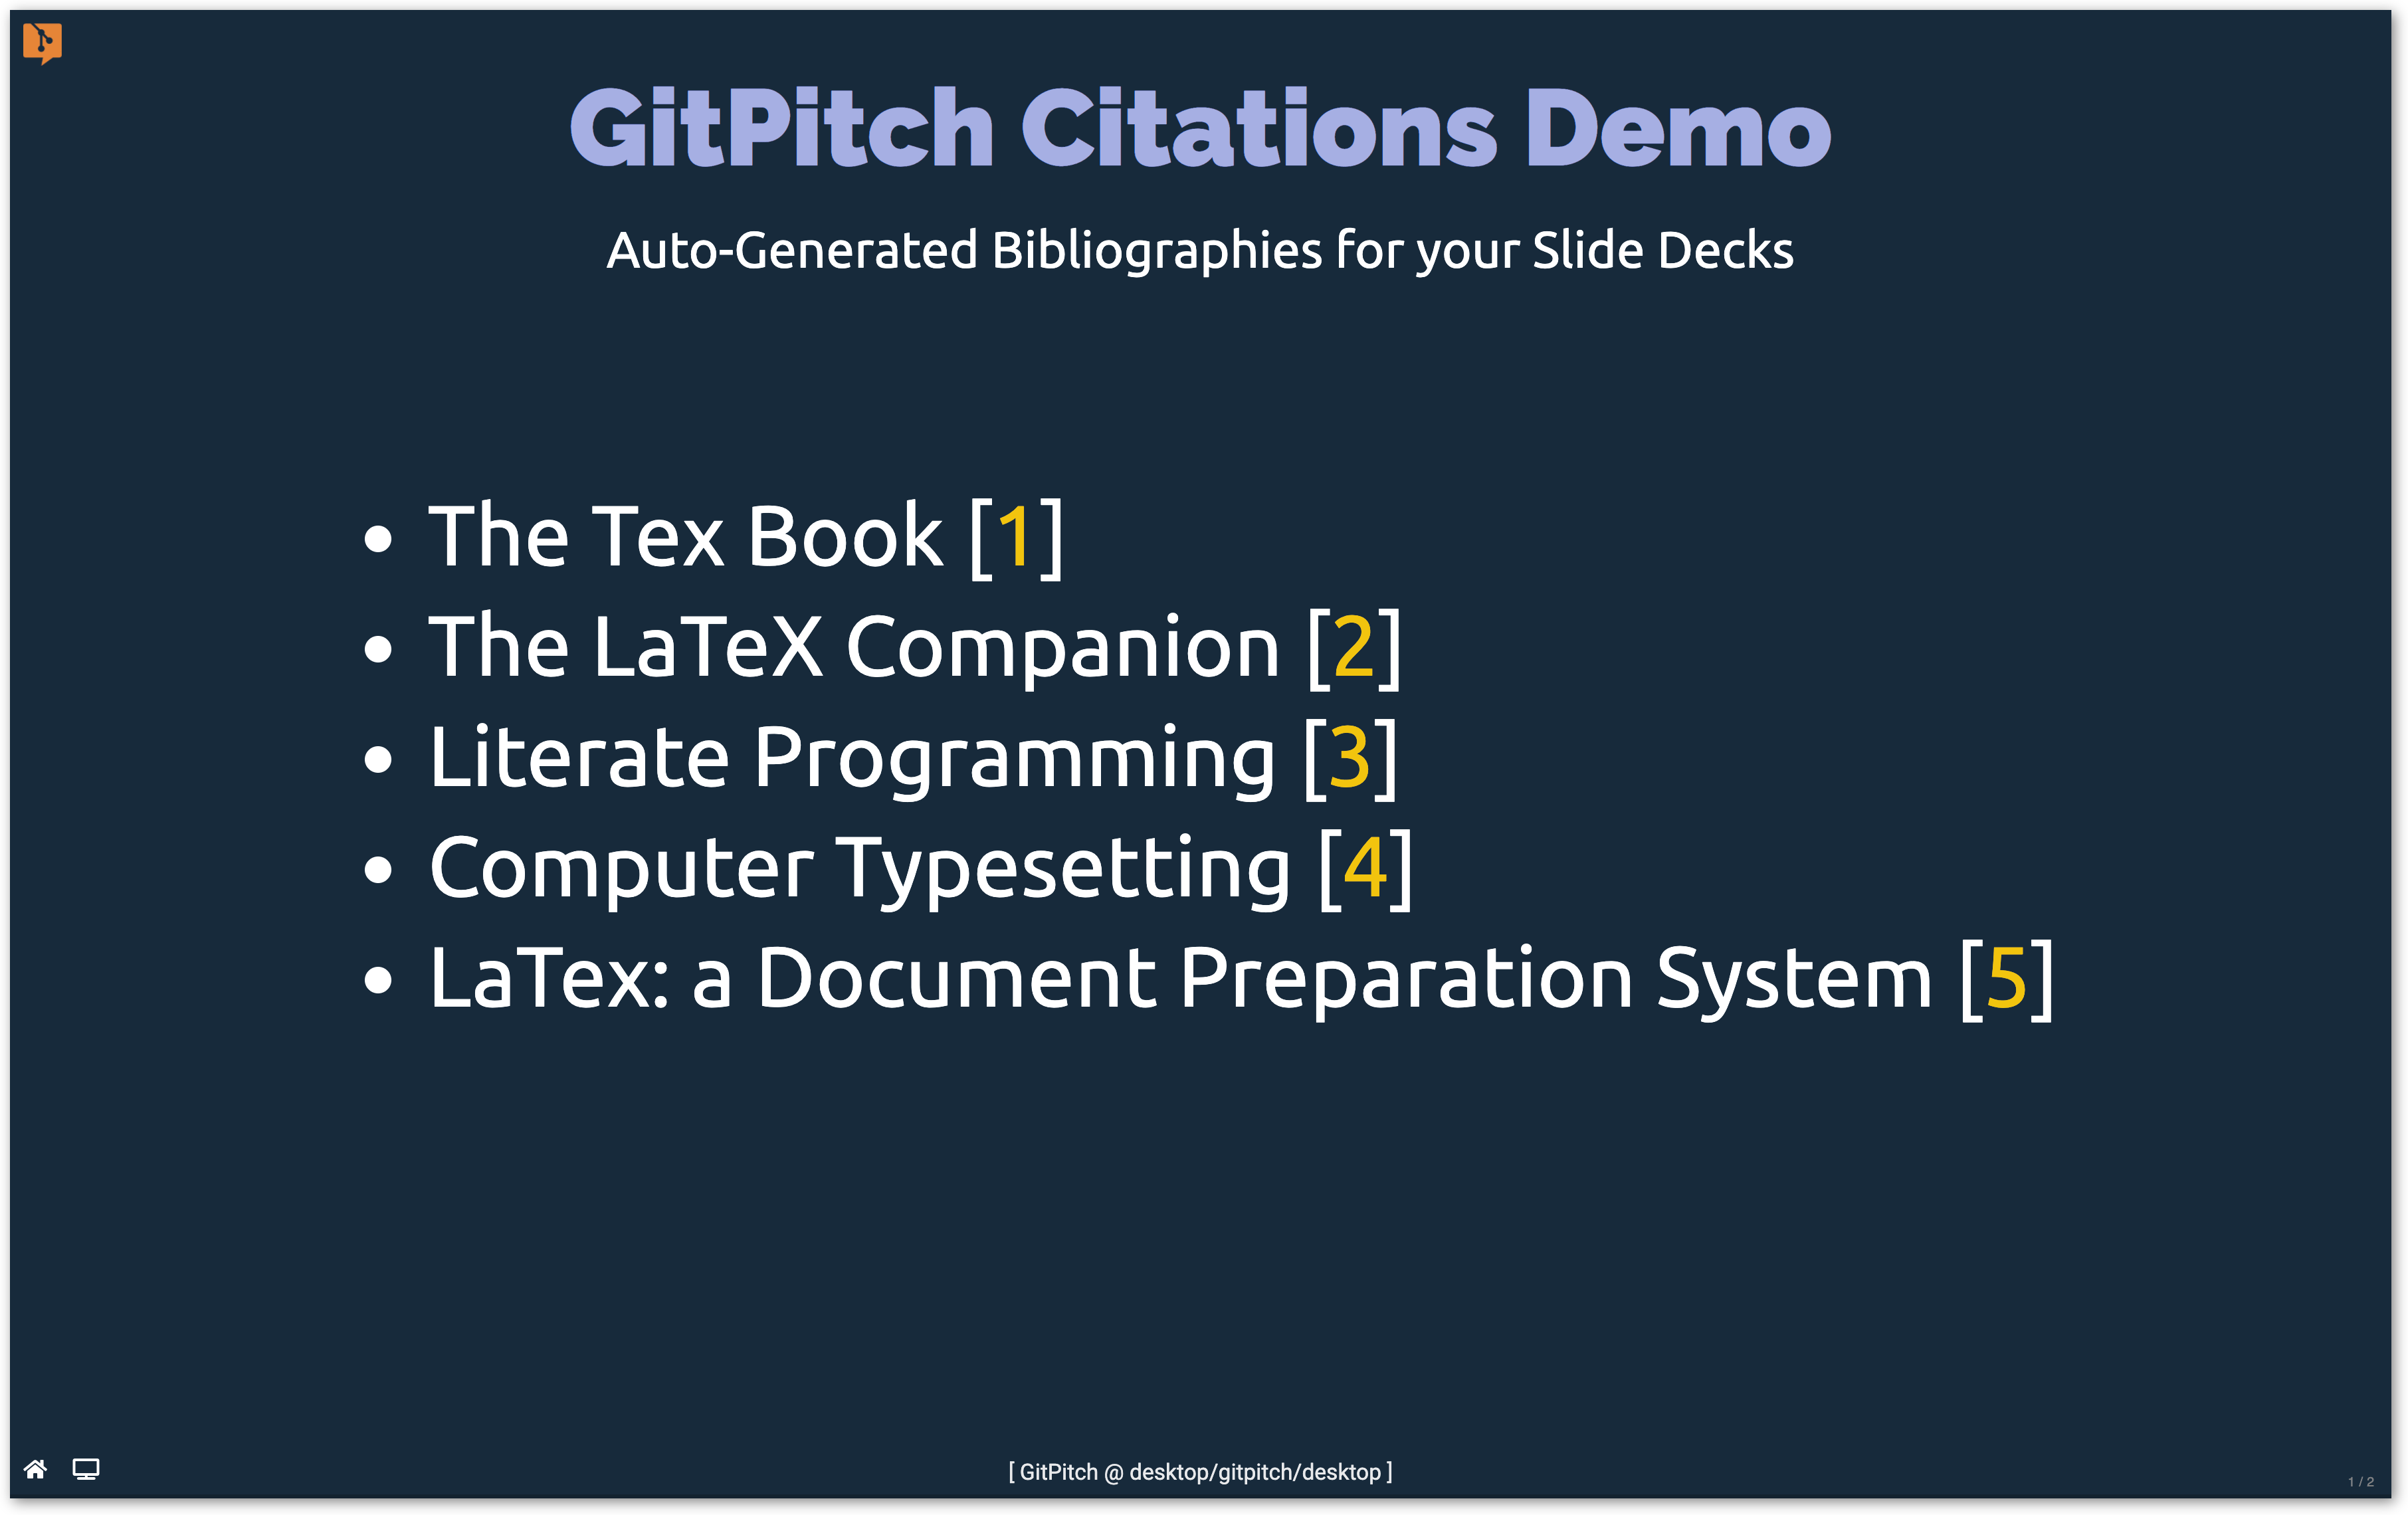 GitPitch Citations Demo
Auto-Generated Bibliographies for your Slide Decks
• The Tex Book [1]
• The LaTeX Companion [2]
• Literate Programming [3]
• Computer Typesetting [4]
• LaTex: a Document Preparation System [5]
[ GitPitch @ desktop/gitpitch/desktop ]
1 / 2